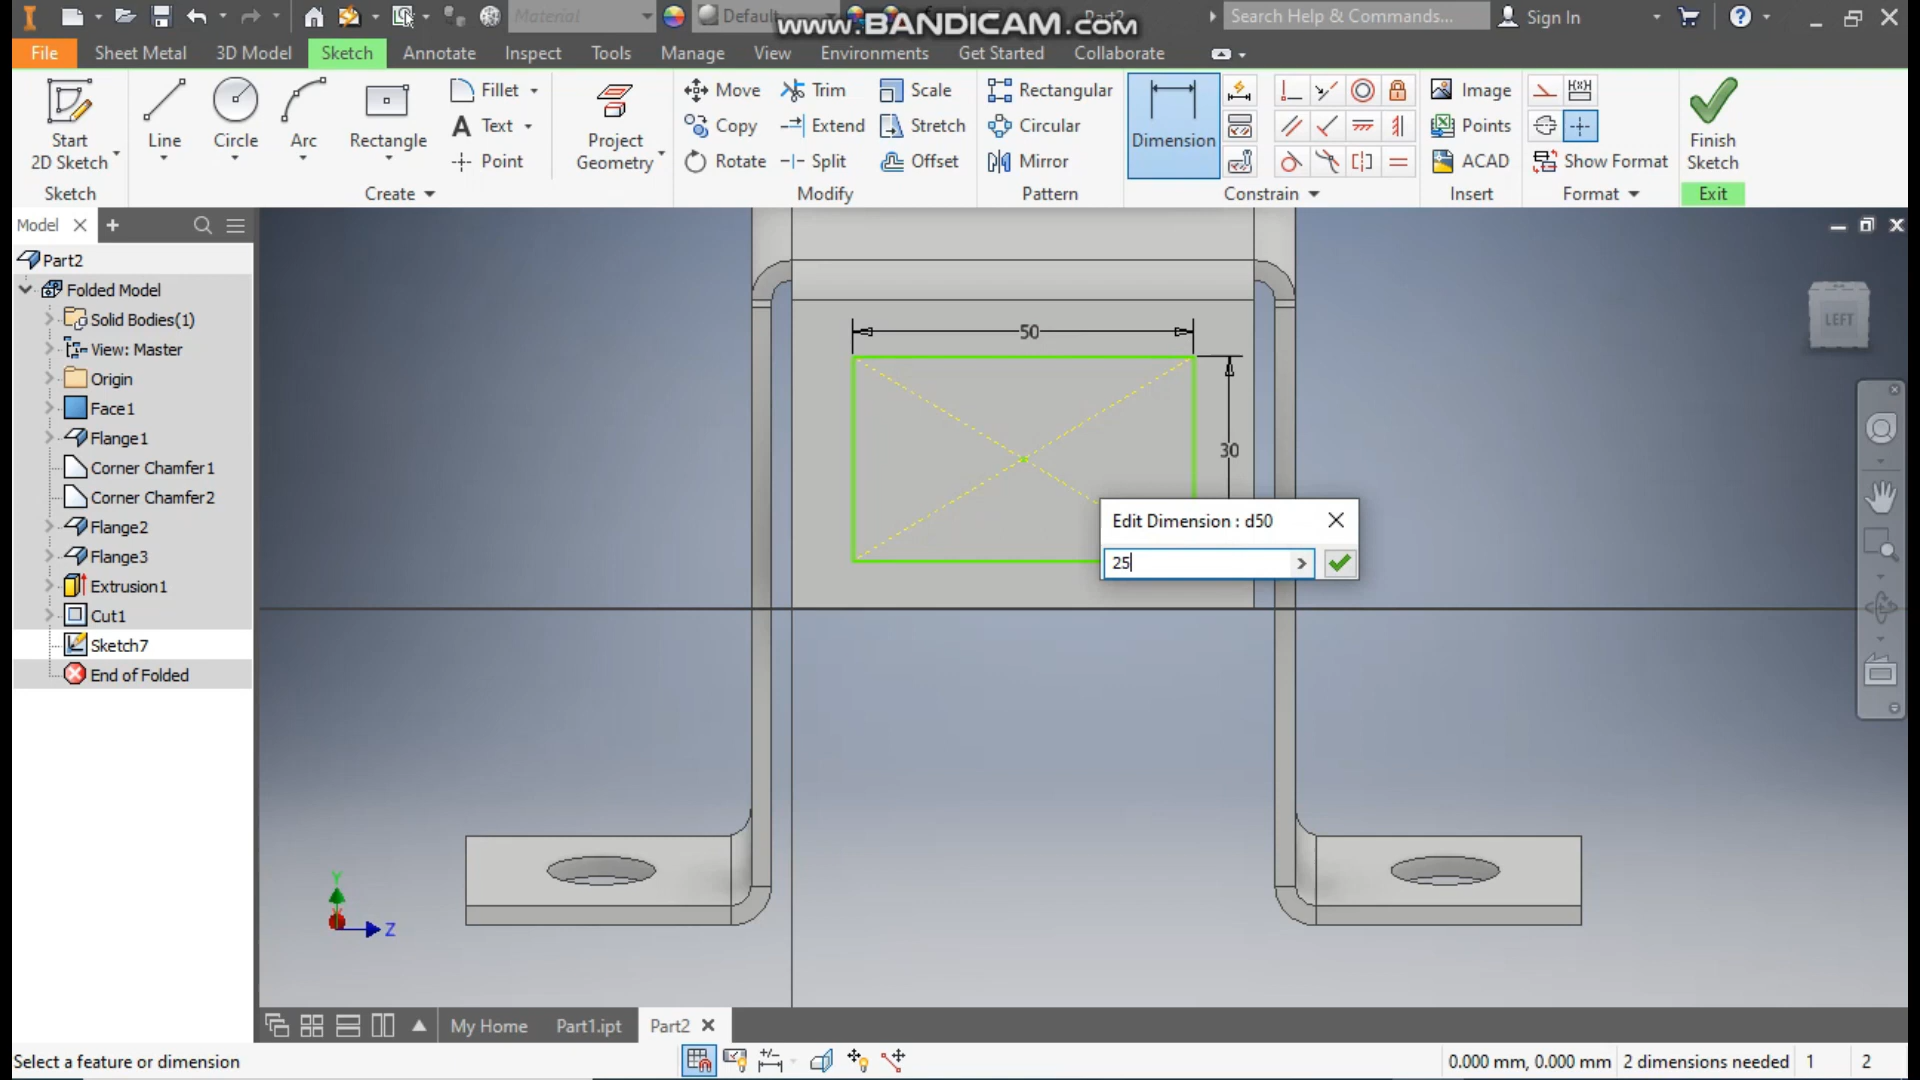 Material
Default
www.BANDICAM.com
Part2
Search Help & Commands...
Sign In
File
Sheet Metal
3D Model
Sketch
Annotate
Inspect
Tools
Manage
View
Environments
Get Started
Collaborate
Start
2D Sketch
Line
Circle
Arc
Rectangle
Fillet
Text
Point
Project
Geometry
Move
Copy
Rotate
Trim
Extend
Split
Scale
Stretch
Offset
Rectangular
Circular
Mirror
Dimension
Image
Points
ACAD
Show Format
Finish
Sketch
Sketch
Create
Modify
Pattern
Constrain
Insert
Format
Exit
Model
Part2
Folded Model
Solid Bodies(1)
View: Master
Origin
Face1
Flange1
Corner Chamfer1
Corner Chamfer2
Flange2
Flange3
Extrusion1
Cut1
Sketch7
End of Folded
50
30
LEFT
Edit Dimension : d50
25
Y
Z
My Home
Part1.ipt
Part2
Select a feature or dimension
0.000 mm, 0.000 mm
2 dimensions needed
1
2